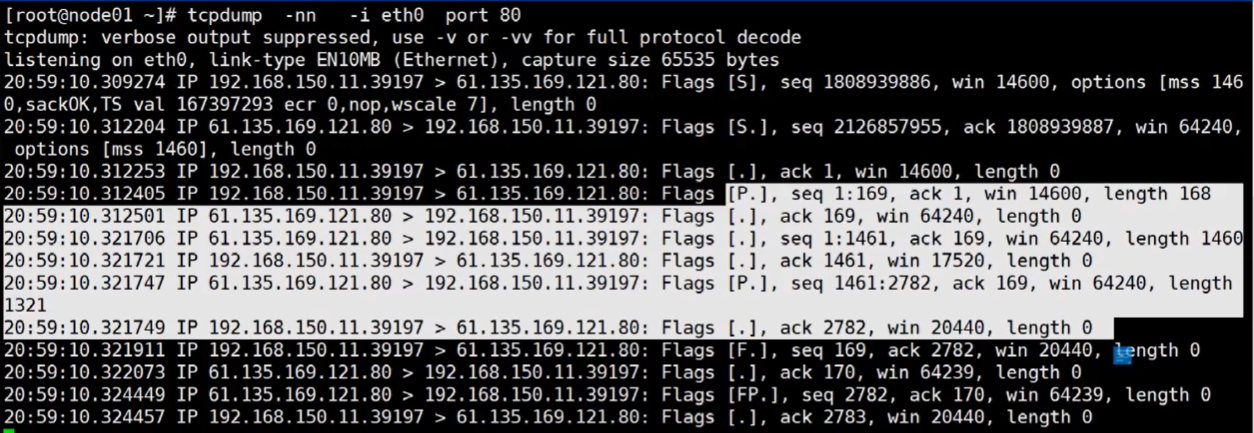 [root@node01 ~]# tcpdump  -nn   -i eth0  port 80
tcpdump: verbose output suppressed, use -v or -vv for full protocol decode
listening on eth0, link-type EN10MB (Ethernet), capture size 65535 bytes
20:59:10.309274 IP 192.168.150.11.39197 > 61.135.169.121.80: Flags [S], seq 1808939886, win 14600, options [mss 146
0,sackOK,TS val 167397293 ecr 0,nop,wscale 7], length 0
20:59:10.312204 IP 61.135.169.121.80 > 192.168.150.11.39197: Flags [S.], seq 2126857955, ack 1808939887, win 64240,
 options [mss 1460], length 0
20:59:10.312253 IP 192.168.150.11.39197 > 61.135.169.121.80: Flags [.], ack 1, win 14600, length 0
20:59:10.312405 IP 192.168.150.11.39197 > 61.135.169.121.80: Flags [P.], seq 1:169, ack 1, win 14600, length 168
20:59:10.312501 IP 61.135.169.121.80 > 192.168.150.11.39197: Flags [.], ack 169, win 64240, length 0
20:59:10.321706 IP 61.135.169.121.80 > 192.168.150.11.39197: Flags [.], seq 1:1461, ack 169, win 64240, length 1460
20:59:10.321721 IP 192.168.150.11.39197 > 61.135.169.121.80: Flags [.], ack 1461, win 17520, length 0
20:59:10.321747 IP 61.135.169.121.80 > 192.168.150.11.39197: Flags [P.], seq 1461:2782, ack 169, win 64240, length
1321
20:59:10.321749 IP 192.168.150.11.39197 > 61.135.169.121.80: Flags [.], ack 2782, win 20440, length 0
20:59:10.321911 IP 192.168.150.11.39197 > 61.135.169.121.80: Flags [F.], seq 169, ack 2782, win 20440, length 0
20:59:10.322073 IP 61.135.169.121.80 > 192.168.150.11.39197: Flags [.], ack 170, win 64239, length 0
20:59:10.324449 IP 61.135.169.121.80 > 192.168.150.11.39197: Flags [FP.], seq 2782, ack 170, win 64239, length 0
20:59:10.324457 IP 192.168.150.11.39197 > 61.135.169.121.80: Flags [.], ack 2783, win 20440, length 0